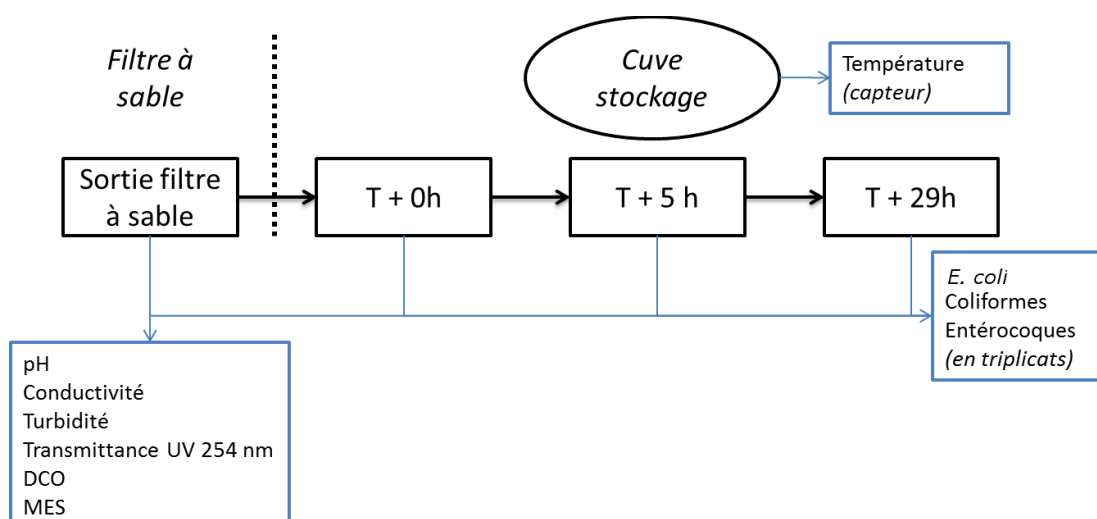 Filtre à
sable
Cuve
stockage
Température
(capteur)
Sortie filtre
à sable
T + 0h
T + 5 h
T + 29h
E. coli
Coliformes
Entérocoques
(en triplicats)
pH
Conductivité
Turbidité
Transmittance UV 254 nm
DCO
MES